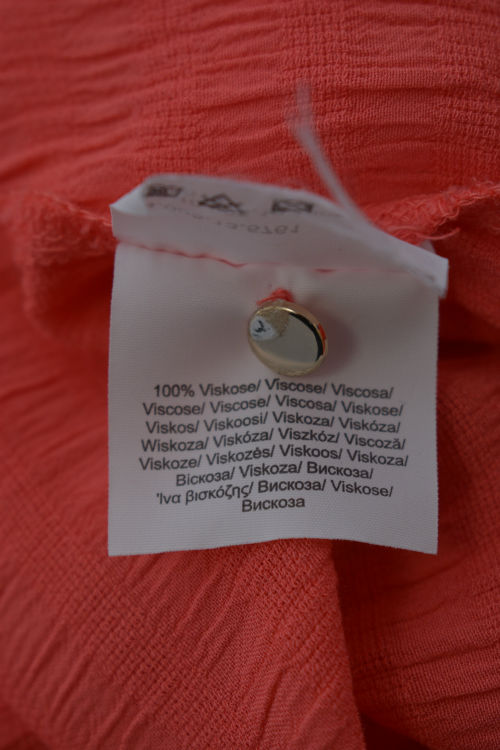 100% Viskose/ Viscose/ Viscosa/
Viscose/ Viscose/ Viscosa/ Viskose/
Viskos/ Viskoosi/ Viskoza/ Viskóza/
Wiskoza/ Viskóza/ Viszkóz/ Viscoză/
Viskoze/ Viskozės/ Viskoos/ Viskoza/
Віскоза/ Viskoza/ Вискоза/
Ίνα βισκόζης/ Вискоза/ Viskose/
Вискоза